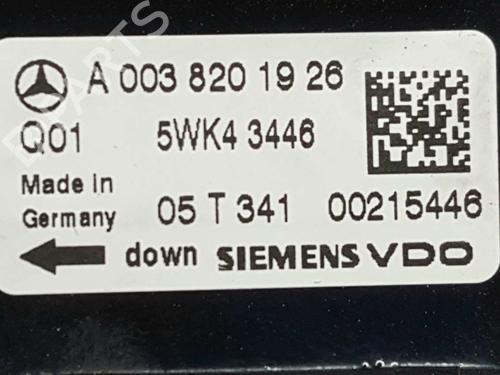 A 003 820 19 26
Q01 5WK4 3446
Made in
Germany 05 T 341 00215446
down SIEMENS VDO